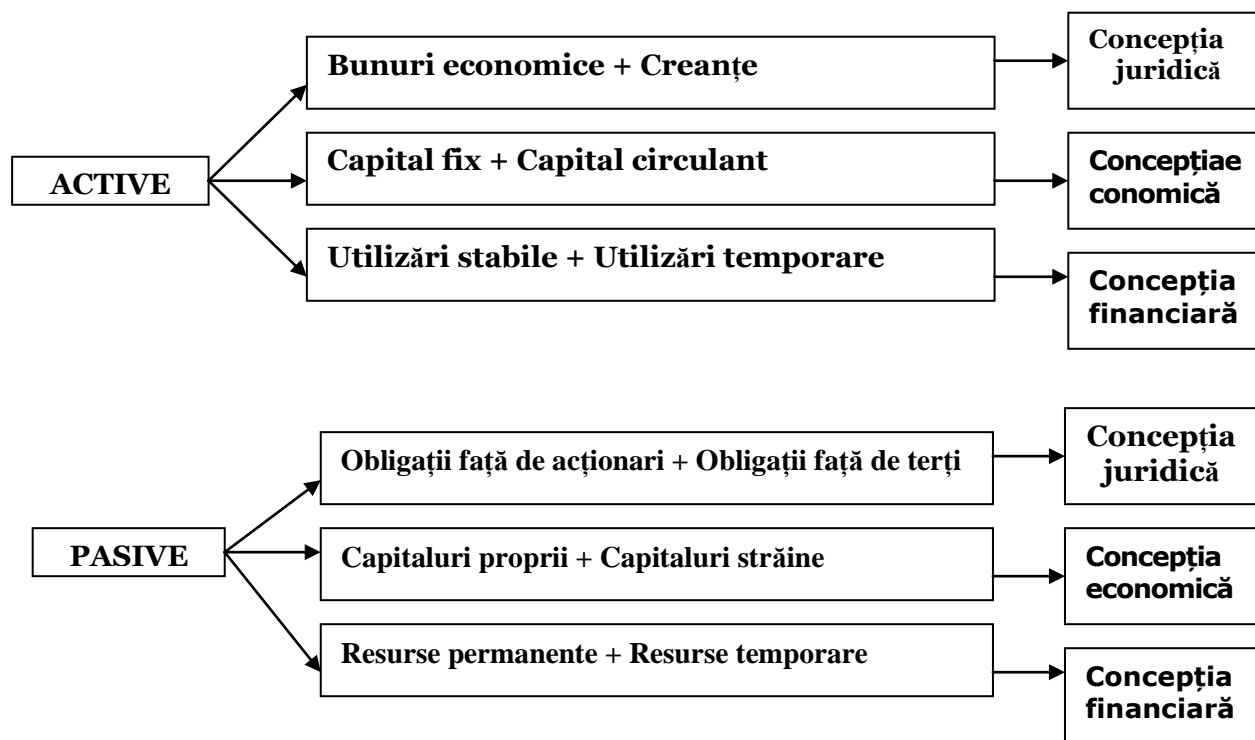 Bunuri economice + Creanțe
Concepția
juridică
ACTIVE
Capital fix + Capital circulant
Concepțiae
conomică
Utilizări stabile + Utilizări temporare
Concepția
financiară
Obligații față de acționari + Obligații față de terți
Concepția
juridică
PASIVE
Capitaluri proprii + Capitaluri străine
Concepția
economică
Resurse permanente + Resurse temporare
Concepția
financiară